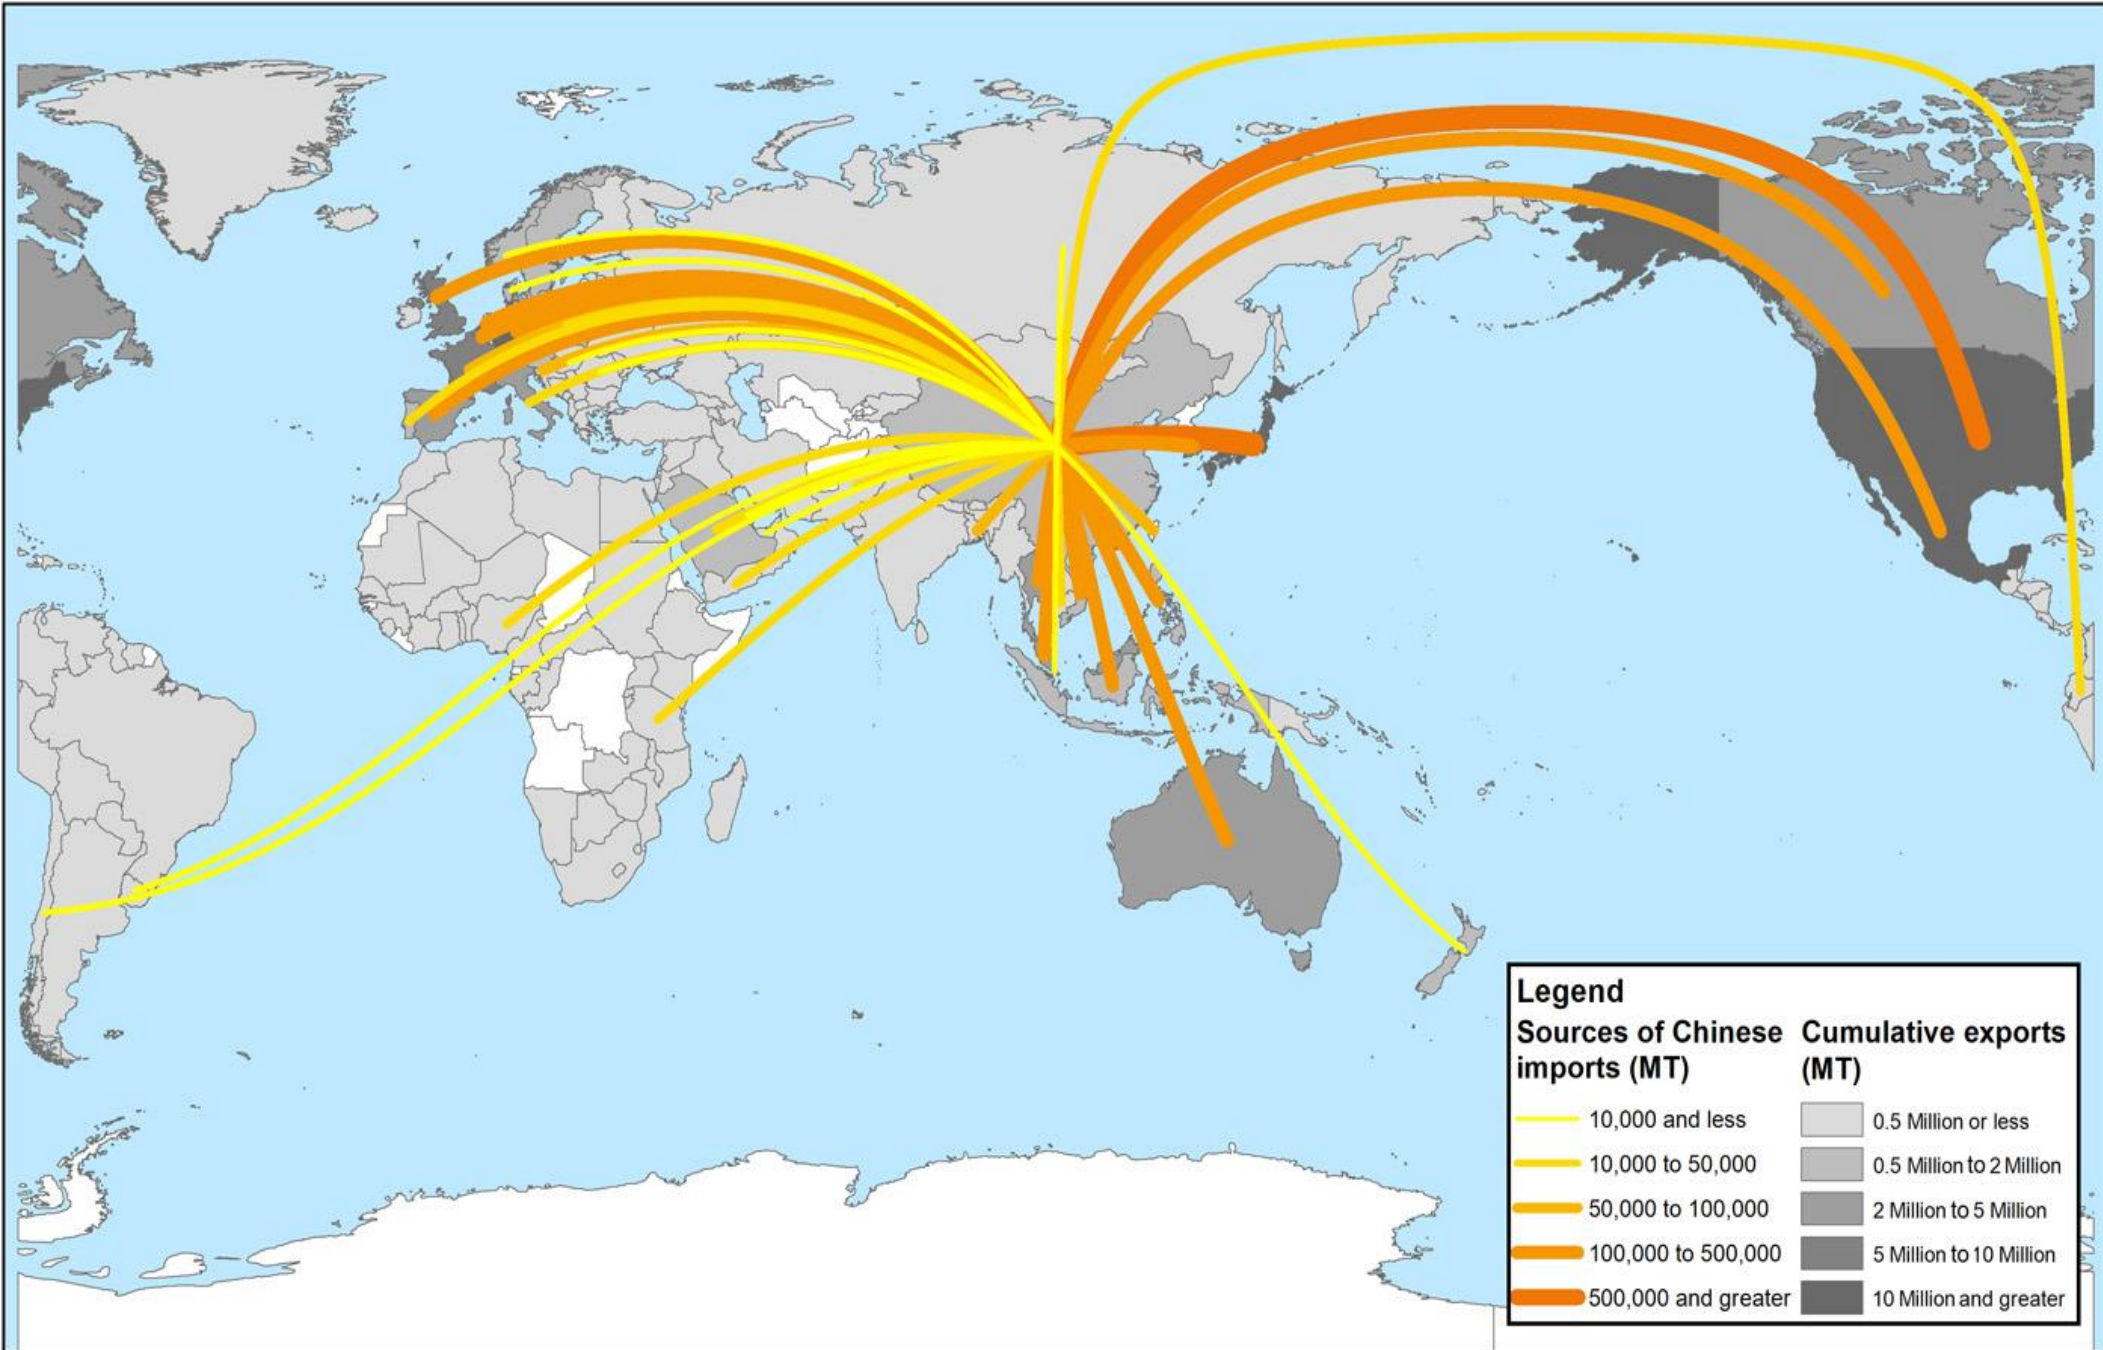 Legend
Sources of Chinese
imports (MT)
10,000 and less
10,000 to 50,000
50,000 to 100,000
100,000 to 500,000
500,000 and greater
Cumulative exports
(MT)
0.5 Million or less
0.5 Million to 2 Million
2 Million to 5 Million
5 Million to 10 Million
10 Million and greater